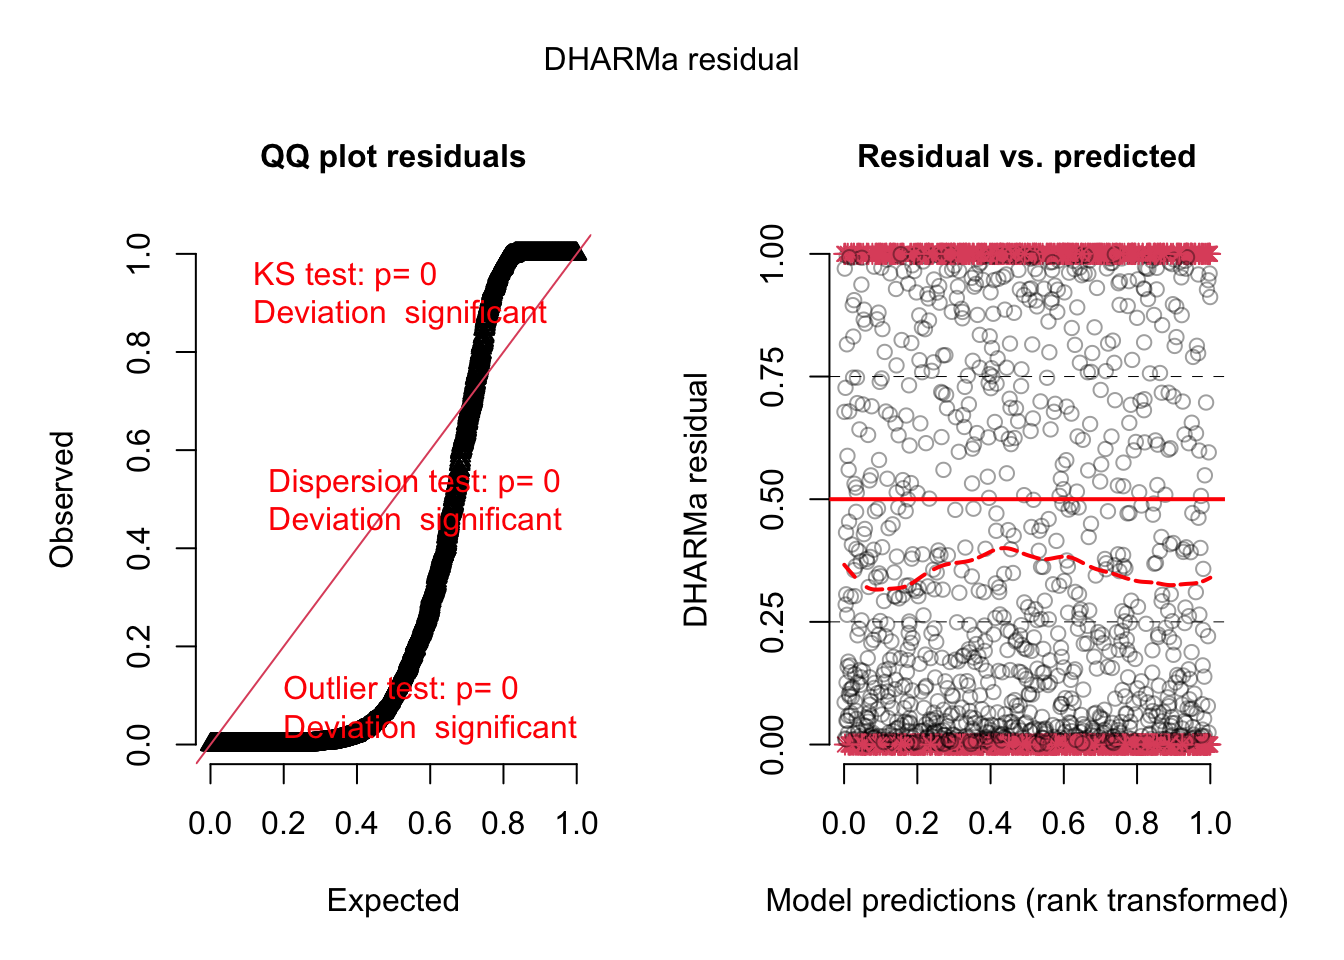 DHARMa residual
QQ plot residuals
KS test: p= 0
Deviation  significant
Dispersion test: p= 0
Deviation  significant
Outlier test: p= 0
Deviation  significant
Observed
0.0 0.2 0.4 0.6 0.8 1.0
0.0 0.2 0.4 0.6 0.8 1.0
Expected
Residual vs. predicted
DHARMa residual
0.00 0.25 0.50 0.75 1.00
0.0 0.2 0.4 0.6 0.8 1.0
Model predictions (rank transformed)